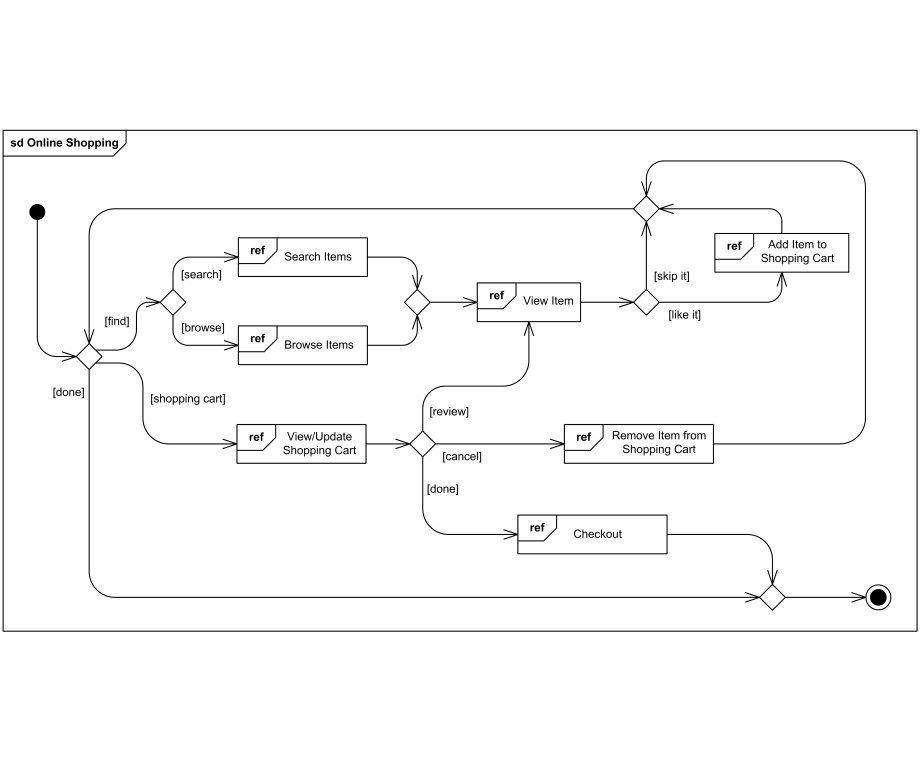 sd Online Shopping
ref
Search Items
[search]
ref
Add Item to
Shopping Cart
[skip it]
ref
View Item
[like it]
[find]
[browse]
ref
Browse Items
[done]
[shopping cart]
[review]
ref
View/Update
Shopping Cart
[cancel]
ref
Remove Item from
Shopping Cart
[done]
ref
Checkout